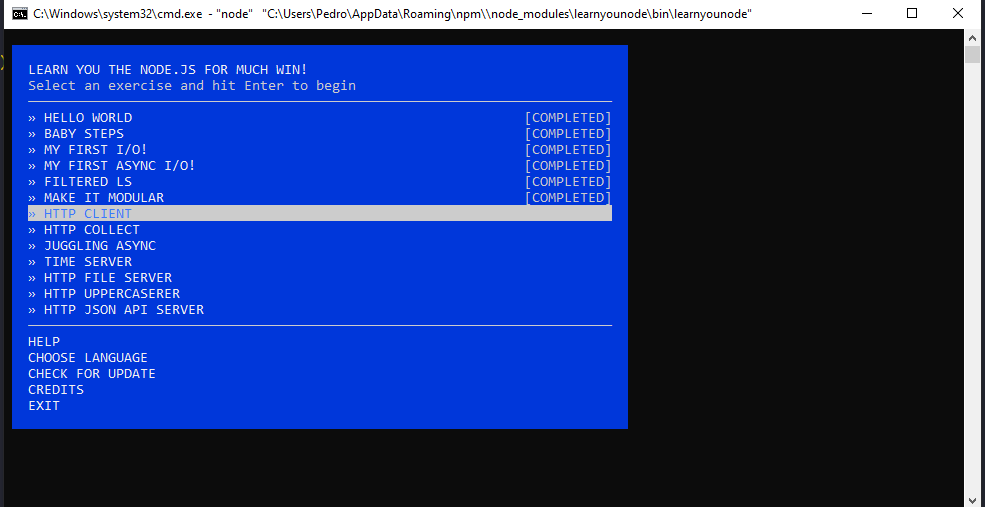 C:\Windows\system32\cmd.exe - "node" "C:\Users\Pedro\AppData\Roaming\npm\\node_modules\learnyounode\bin\learnyounode"
LEARN YOU THE NODE.JS FOR MUCH WIN!
Select an exercise and hit Enter to begin
» HELLO WORLD [COMPLETED]
» BABY STEPS [COMPLETED]
» MY FIRST I/O! [COMPLETED]
» MY FIRST ASYNC I/O! [COMPLETED]
» FILTERED LS [COMPLETED]
» MAKE IT MODULAR [COMPLETED]
» HTTP CLIENT
» HTTP COLLECT
» JUGGLING ASYNC
» TIME SERVER
» HTTP FILE SERVER
» HTTP UPPERCASERER
» HTTP JSON API SERVER
HELP
CHOOSE LANGUAGE
CHECK FOR UPDATE
CREDITS
EXIT